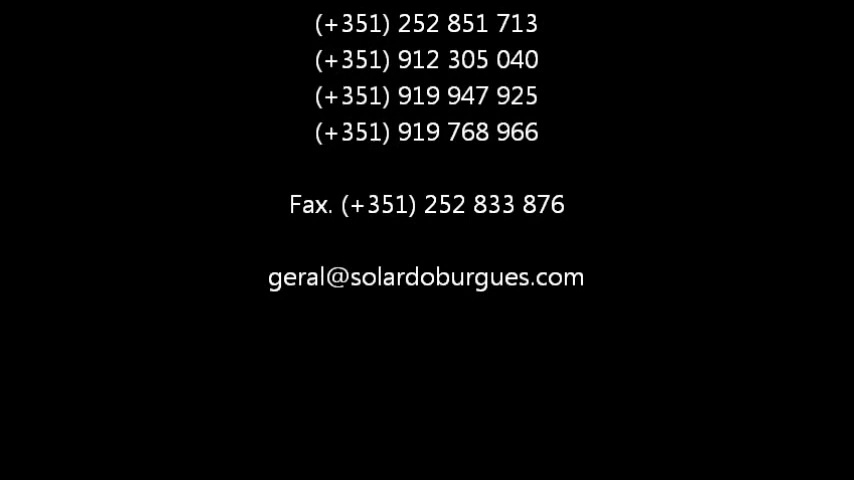 (+351) 252 851 713
(+351) 912 305 040
(+351) 919 947 925
(+351) 919 768 966
Fax. (+351) 252 833 876
geral@solardoburgues.com